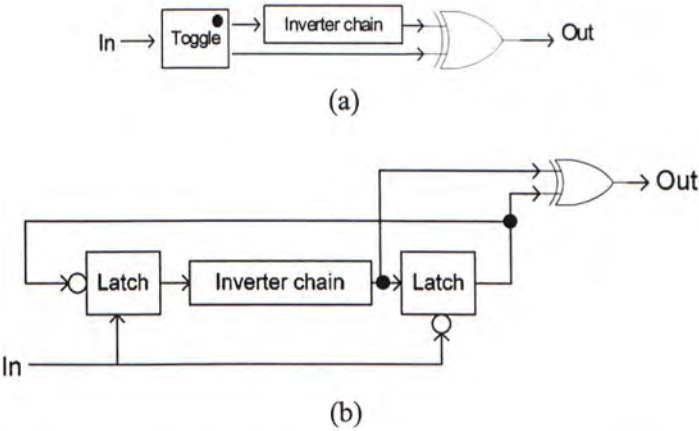 In Toggle Inverter chain Out
(a)
Out
Latch Inverter chain Latch
In
(b)